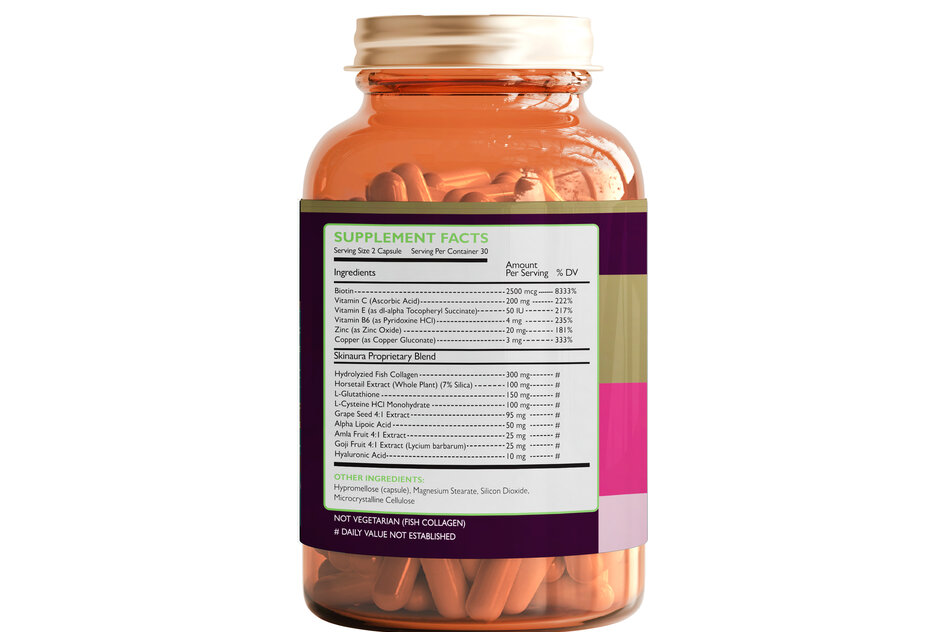 SUPPLEMENT FACTS
Serving Size 2 Capsule Serving Per Container 30
Ingredients Amount Per Serving % DV
Biotin 2500 mcg 8333%
Vitamin C (Ascorbic Acid) 200 mg 222%
Vitamin E (as dl-alpha Tocopheryl Succinate) 50 IU 217%
Vitamin B6 (as Pyridoxine HCl) 4 mg 235%
Zinc (as Zinc Oxide) 20 mg 181%
Copper (as Copper Gluconate) 3 mg 333%
Skinaura Proprietary Blend
Hydrolyzied Fish Collagen 300 mg #
Horsetail Extract (Whole Plant) (7% Silica) 100 mg #
L-Glutathione 150 mg #
L-Cysteine HCl Monohydrate 100 mg #
Grape Seed 4:1 Extract 95 mg #
Alpha Lipoic Acid 50 mg #
Amla Fruit 4:1 Extract 25 mg #
Goji Fruit 4:1 Extract (Lycium barbarum) 25 mg #
Hyaluronic Acid 10 mg #
OTHER INGREDIENTS:
Hypromellose (capsule), Magnesium Stearate, Silicon Dioxide,
Microcrystalline Cellulose
NOT VEGETARIAN (FISH COLLAGEN)
# DAILY VALUE NOT ESTABLISHED